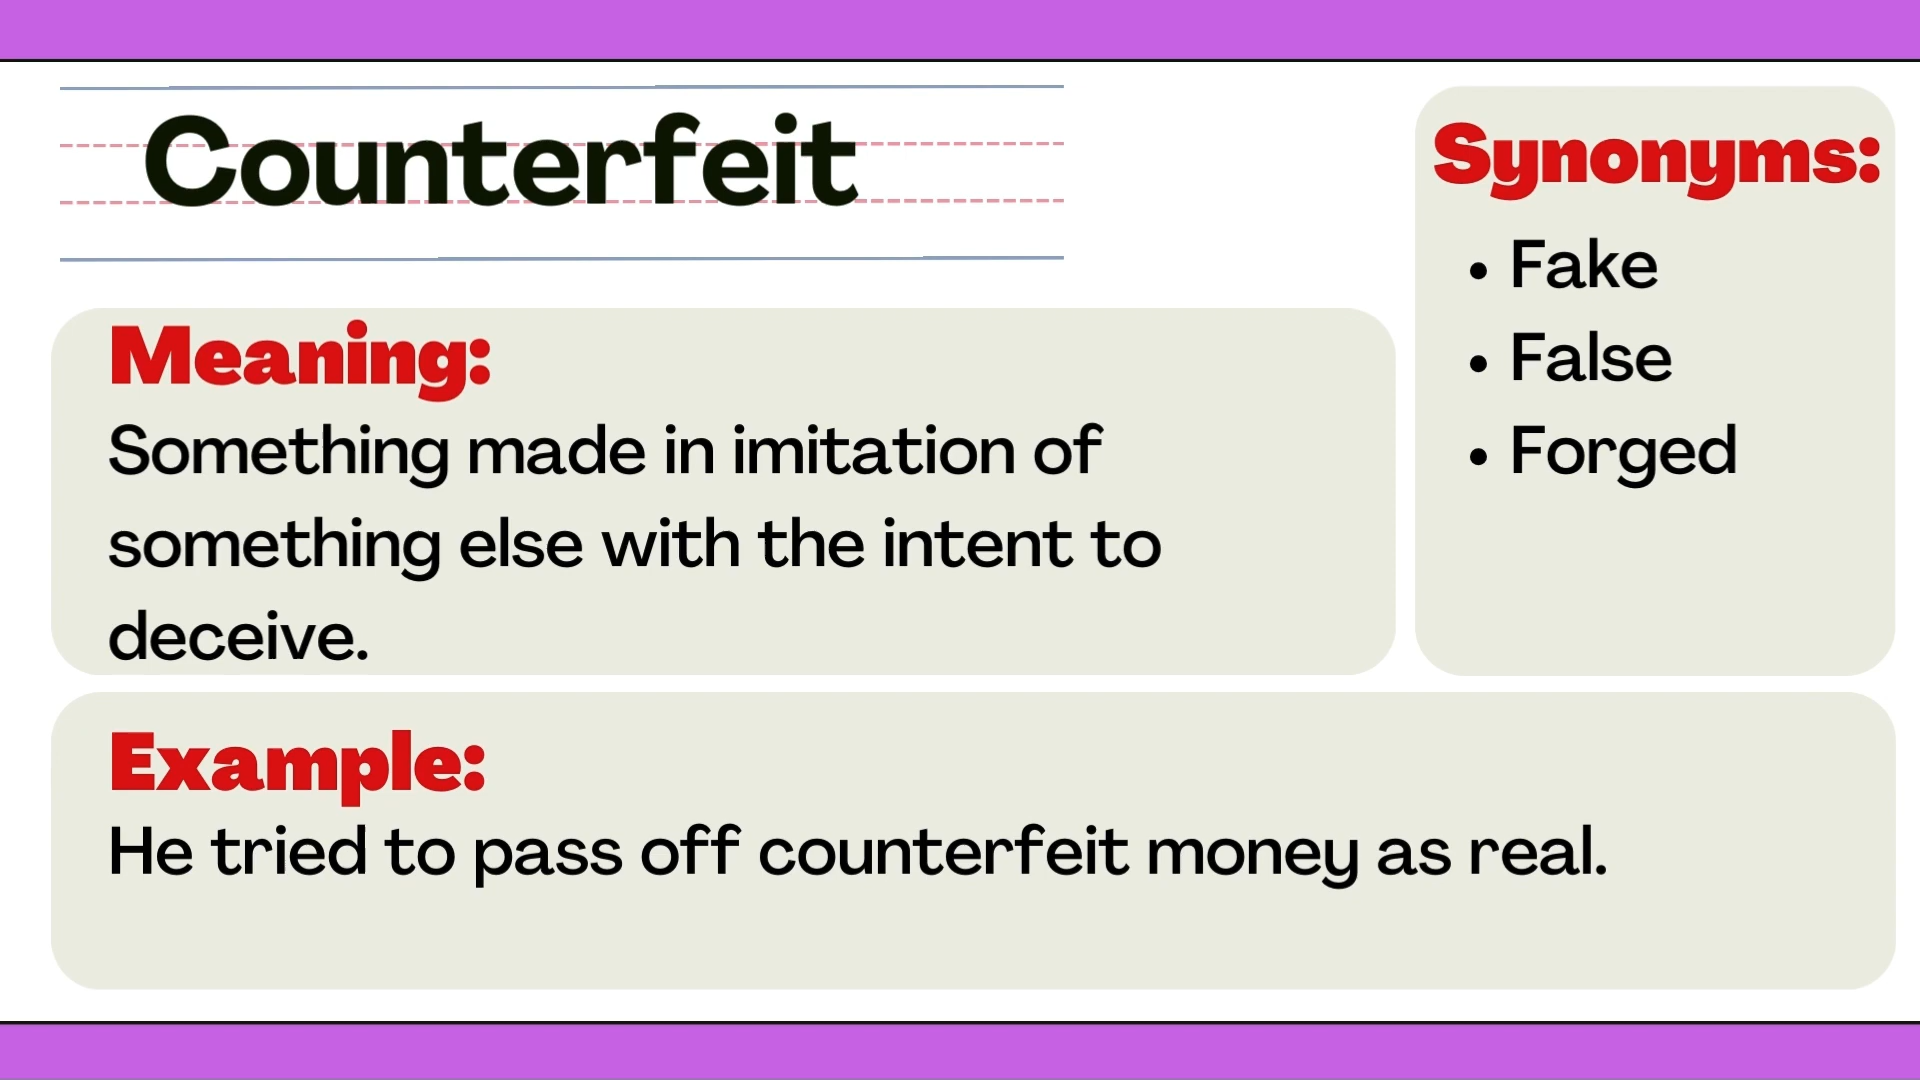 Counterfeit
Meaning:
Something made in imitation of
something else with the intent to
deceive.
Synonyms:
• Fake
• False
• Forged
Example:
He tried to pass off counterfeit money as real.